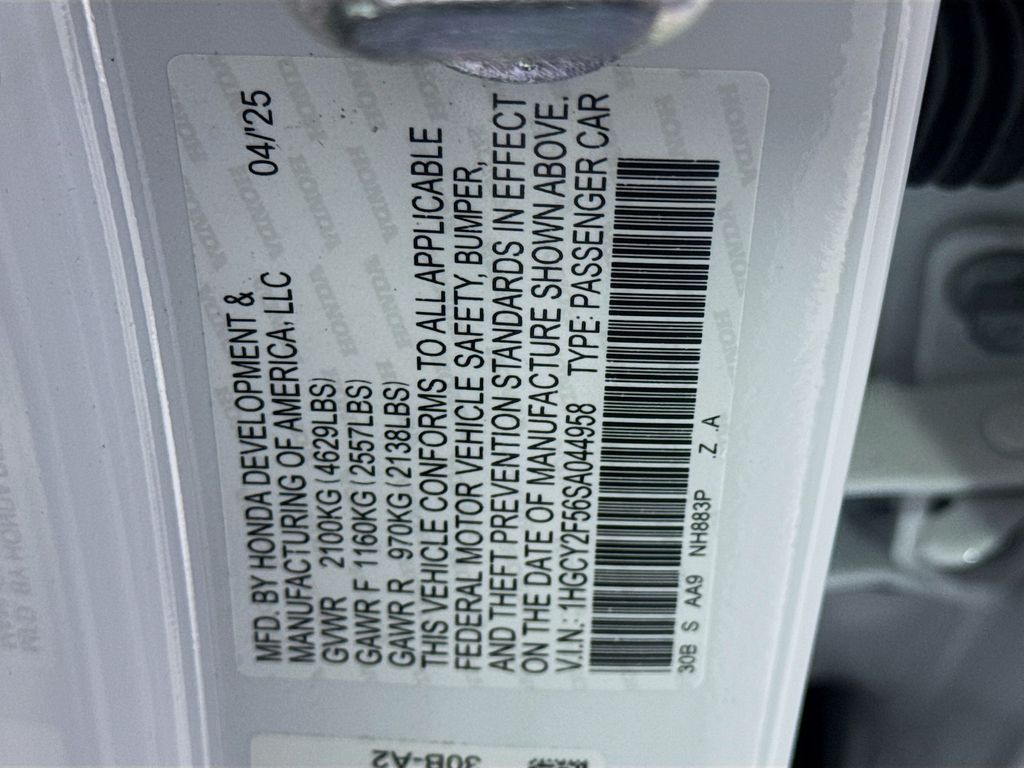 MFD. BY HONDA DEVELOPMENT & 04/'25
MANUFACTURING OF AMERICA, LLC
GVWR 2100KG (4629LBS)
GAWR F 1160KG (2557LBS)
GAWR R 970KG (2138LBS)
THIS VEHICLE CONFORMS TO ALL APPLICABLE
FEDERAL MOTOR VEHICLE SAFETY, BUMPER,
AND THEFT PREVENTION STANDARDS IN EFFECT
ON THE DATE OF MANUFACTURE SHOWN ABOVE.
V.I.N.: 1HGCY2F56SA044958 TYPE: PASSENGER CAR
30B S AA9 NH883P .Z .A
30B-A2